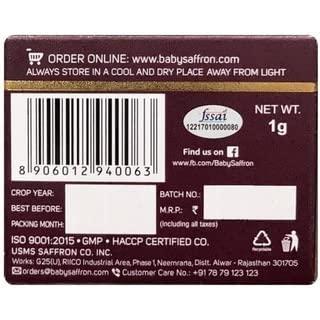 ORDER ONLINE: www.babysaffron.com
ALWAYS STORE IN A COOL AND DRY PLACE AWAY FROM LIGHT
fssai
12217010000080
NET WT.
1g
8 906012 940063
Find us on f
www.fb.com/BabySaffron
CROP YEAR:
BEST BEFORE:
PACKING MONTH:
BATCH NO.:
M.R.P. : ₹
(including all taxes)
ISO 9001:2015 • GMP • HACCP CERTIFIED CO.
USMS SAFFRON CO. INC.
Works: G25(U), RIICO Industrial Area, Phase 1, Neemrana, Distt. Alwar - Rajasthan 301705
orders@babysaffron.com Customer Care No.: +91 78 79 123 123